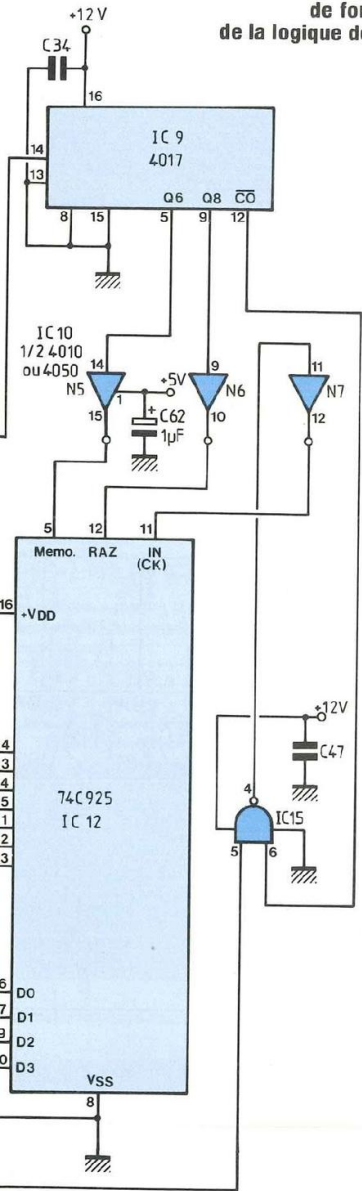 de for
de la logique de
+12 V
C34
16
IC 9
4017
14
13
Q6 Q8 CO
8 15 5 9 12
IC 10
1/2 4010
ou 4050
14
N5
1
15
+5V
C62
+
1µF
9
N6
10
11
N7
12
5 12 11
Memo. RAZ IN
(CK)
16
+VDD
4
3
4
5
1
2
3
74C925
IC 12
+12V
C47
4
IC15
5 6
6 D0
7 D1
9 D2
0 D3
VSS
8